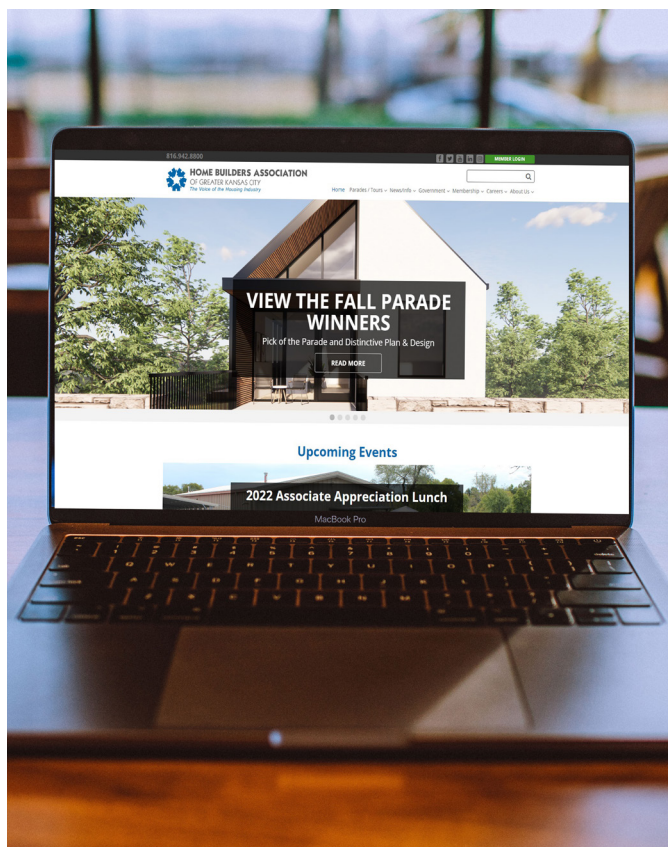 816.942.8800
MEMBER LOGIN
HOME BUILDERS ASSOCIATION
OF GREATER KANSAS CITY
The Voice of the Housing Industry
Home Parades / Tours News/Info Government Membership Careers About Us
VIEW THE FALL PARADE
WINNERS
Pick of the Parade and Distinctive Plan & Design
READ MORE
Upcoming Events
2022 Associate Appreciation Lunch
MacBook Pro
Q W E R T Y U I O P
A S D F G H J K L